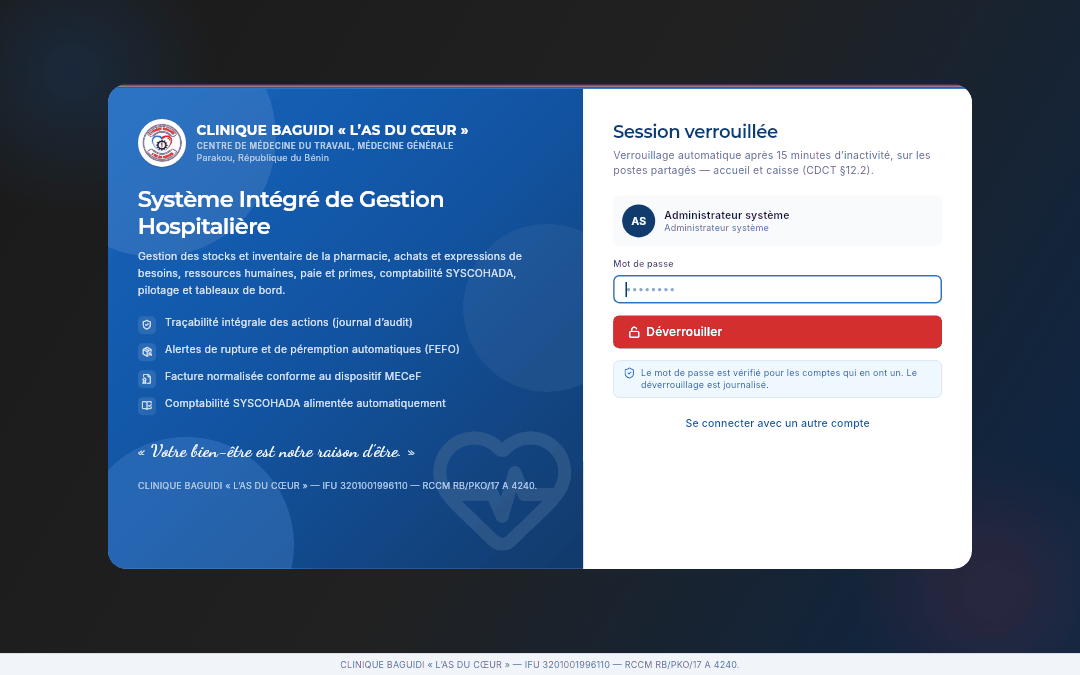 CLINIQUE BAGUIDI « L’AS DU CŒUR »
CENTRE DE MÉDECINE DU TRAVAIL, MÉDECINE GÉNÉRALE
Parakou, République du Bénin
Système Intégré de Gestion
Hospitalière
Gestion des stocks et inventaire de la pharmacie, achats et expressions de
besoins, ressources humaines, paie et primes, comptabilité SYSCOHADA,
pilotage et tableaux de bord.
Traçabilité intégrale des actions (journal d’audit)
Alertes de rupture et de péremption automatiques (FEFO)
Facture normalisée conforme au dispositif MECeF
Comptabilité SYSCOHADA alimentée automatiquement
« Votre bien-être est notre raison d’être. »
CLINIQUE BAGUIDI « L’AS DU CŒUR » — IFU 3201001996110 — RCCM RB/PKO/17 A 4240.
Session verrouillée
Verrouillage automatique après 15 minutes d’inactivité, sur les
postes partagés — accueil et caisse (CDCT §12.2).
AS
Administrateur système
Administrateur système
Mot de passe
••••••••
Déverrouiller
Le mot de passe est vérifié pour les comptes qui en ont un. Le
déverrouillage est journalisé.
Se connecter avec un autre compte
CLINIQUE BAGUIDI « L’AS DU CŒUR » — IFU 3201001996110 — RCCM RB/PKO/17 A 4240.